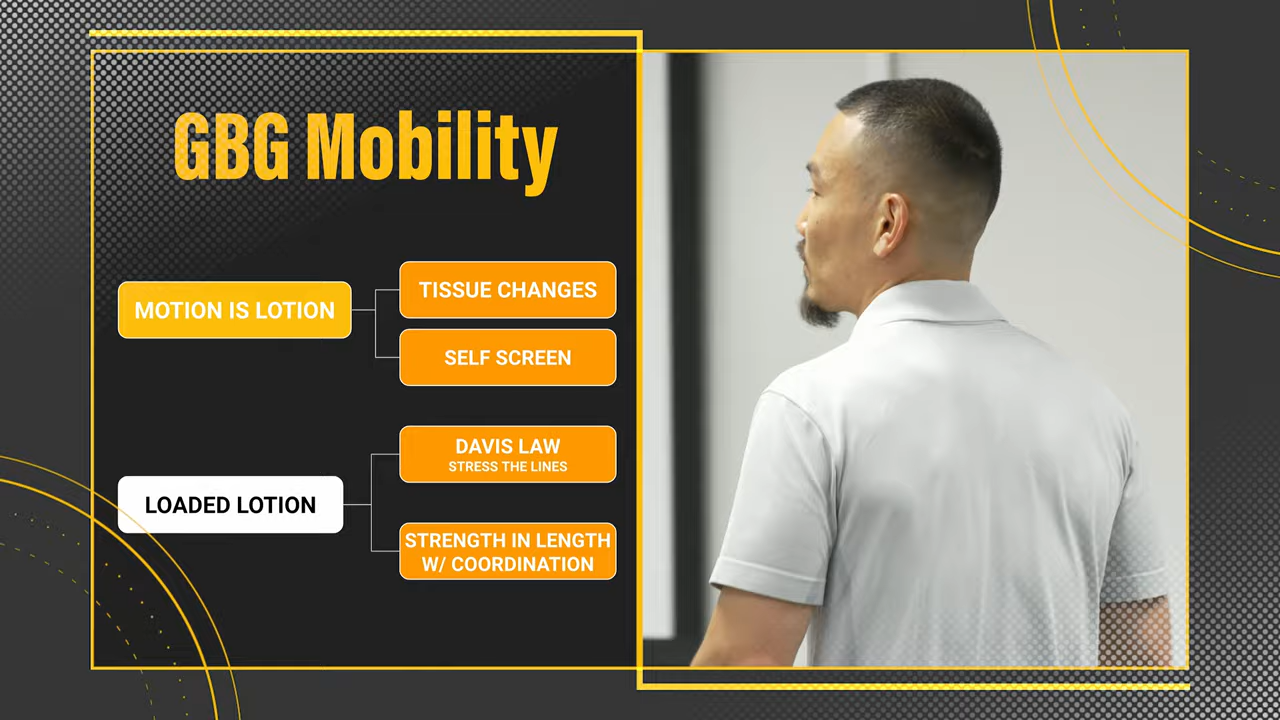 GBG Mobility
MOTION IS LOTION
TISSUE CHANGES
SELF SCREEN
LOADED LOTION
DAVIS LAW
STRESS THE LINES
STRENGTH IN LENGTH
W/ COORDINATION